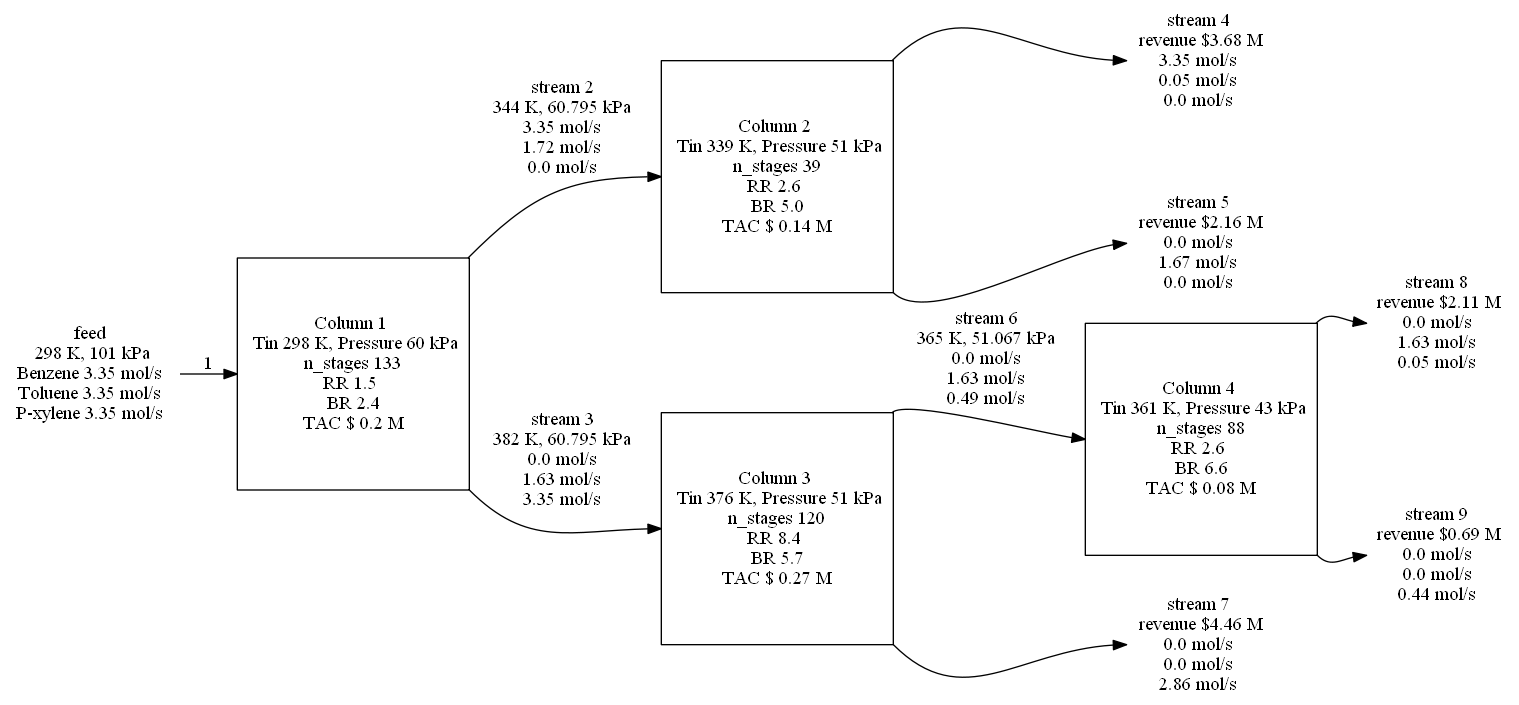 feed
298 K, 101 kPa
Benzene 3.35 mol/s
Toluene 3.35 mol/s
P-xylene 3.35 mol/s
1
Column 1
Tin 298 K, Pressure 60 kPa
n_stages 133
RR 1.5
BR 2.4
TAC $ 0.2 M
stream 2
344 K, 60.795 kPa
3.35 mol/s
1.72 mol/s
0.0 mol/s
stream 3
382 K, 60.795 kPa
0.0 mol/s
1.63 mol/s
3.35 mol/s
Column 2
Tin 339 K, Pressure 51 kPa
n_stages 39
RR 2.6
BR 5.0
TAC $ 0.14 M
stream 4
revenue $3.68 M
3.35 mol/s
0.05 mol/s
0.0 mol/s
stream 5
revenue $2.16 M
0.0 mol/s
1.67 mol/s
0.0 mol/s
Column 3
Tin 376 K, Pressure 51 kPa
n_stages 120
RR 8.4
BR 5.7
TAC $ 0.27 M
stream 6
365 K, 51.067 kPa
0.0 mol/s
1.63 mol/s
0.49 mol/s
stream 7
revenue $4.46 M
0.0 mol/s
0.0 mol/s
2.86 mol/s
Column 4
Tin 361 K, Pressure 43 kPa
n_stages 88
RR 2.6
BR 6.6
TAC $ 0.08 M
stream 8
revenue $2.11 M
0.0 mol/s
1.63 mol/s
0.05 mol/s
stream 9
revenue $0.69 M
0.0 mol/s
0.0 mol/s
0.44 mol/s